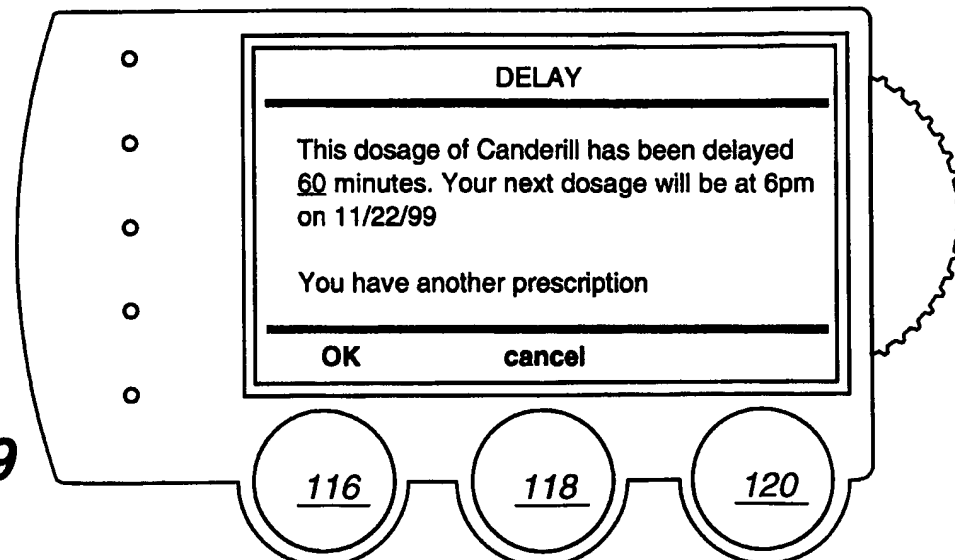 DELAY
This dosage of Canderill has been delayed
60 minutes. Your next dosage will be at 6pm
on 11/22/99
You have another prescription
OK cancel
9
116 118 120